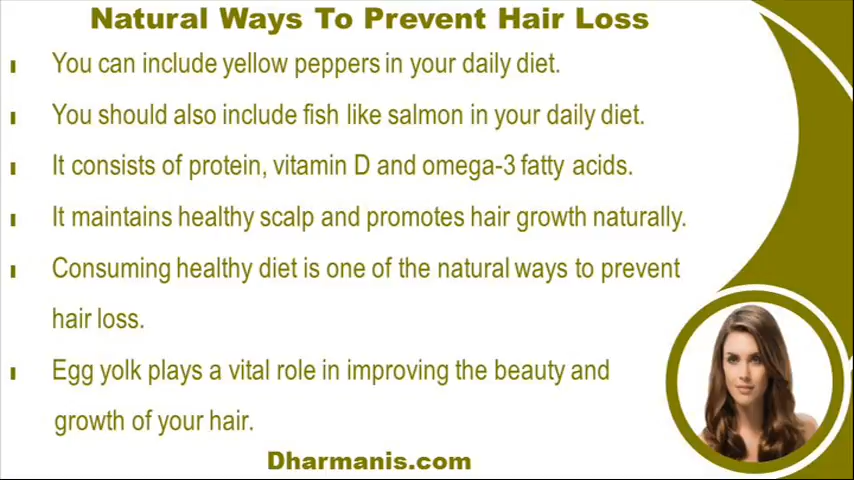 Natural Ways To Prevent Hair Loss
You can include yellow peppers in your daily diet.
You should also include fish like salmon in your daily diet.
It consists of protein, vitamin D and omega-3 fatty acids.
It maintains healthy scalp and promotes hair growth naturally.
Consuming healthy diet is one of the natural ways to prevent
hair loss.
Egg yolk plays a vital role in improving the beauty and
growth of your hair.
Dharmanis.com